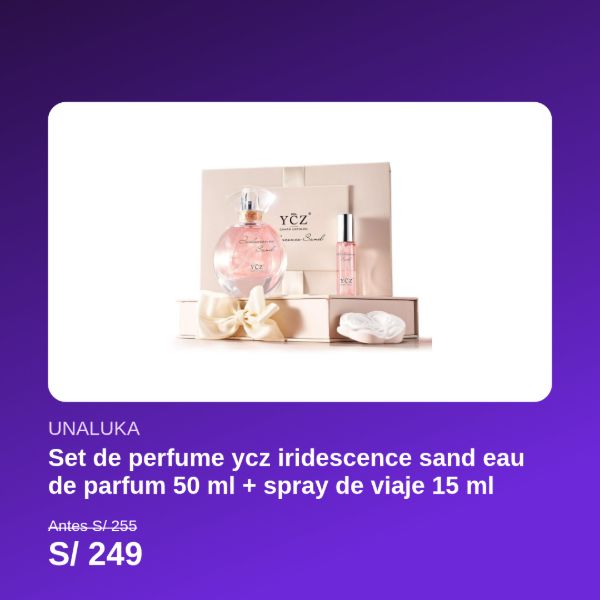 YCZ
YCZ
YCZ
UNALUKA
Set de perfume ycz iridescence sand eau
de parfum 50 ml + spray de viaje 15 ml
Antes S/ 255
S/ 249